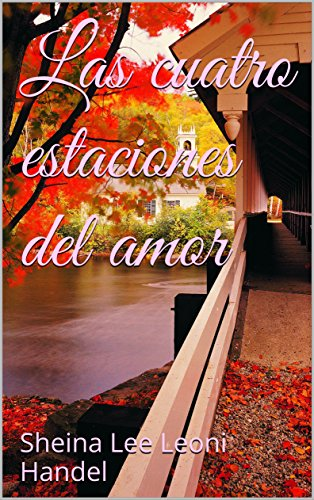 Las cuatro
estaciones
del amor
Sheina Lee Leoni
Handel